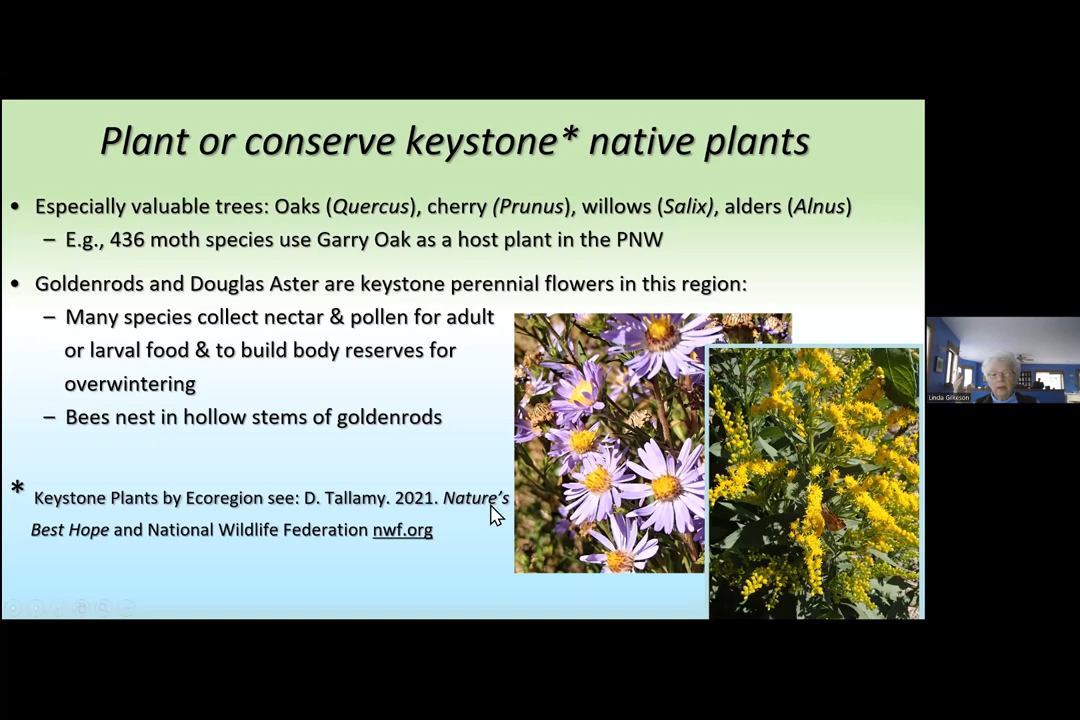 Plant or conserve keystone* native plants
• Especially valuable trees: Oaks (Quercus), cherry (Prunus), willows (Salix), alders (Alnus)
– E.g., 436 moth species use Garry Oak as a host plant in the PNW
• Goldenrods and Douglas Aster are keystone perennial flowers in this region:
– Many species collect nectar & pollen for adult
or larval food & to build body reserves for
overwintering
– Bees nest in hollow stems of goldenrods
* Keystone Plants by Ecoregion see: D. Tallamy. 2021. Nature's
Best Hope and National Wildlife Federation nwf.org
Linda Gilkeson